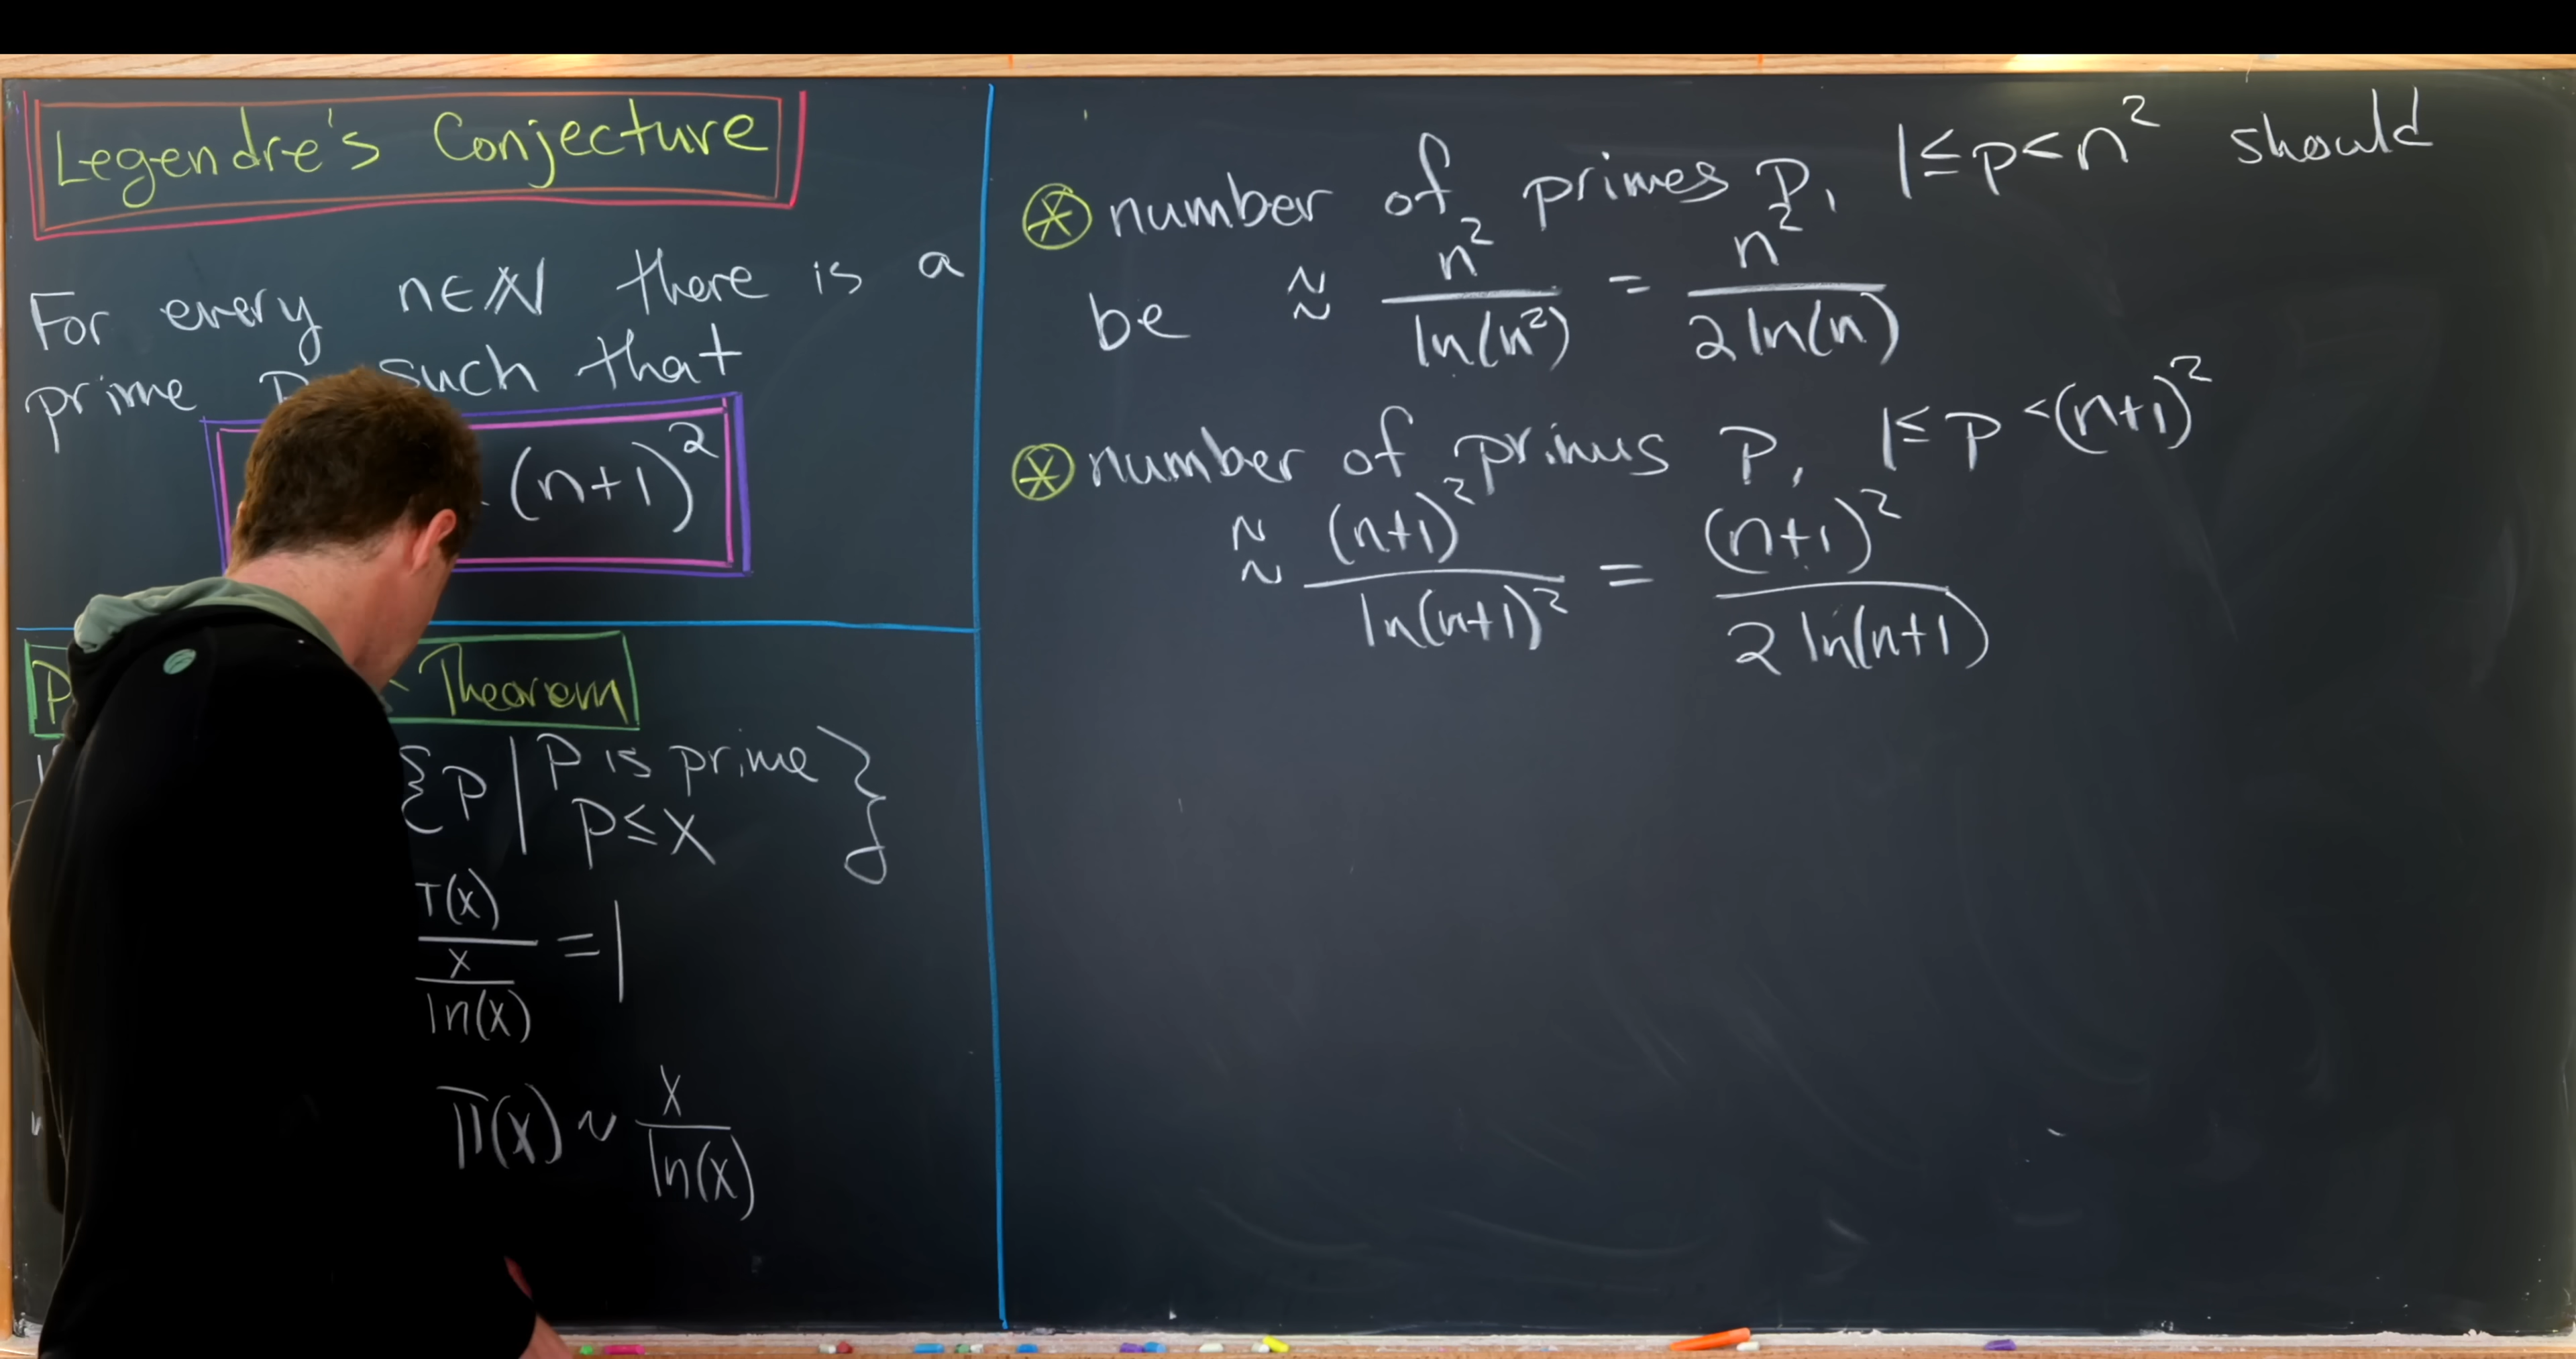 Legendre's Conjecture
For every n∈ℕ there is a
prime P such that
(n+1)²
Theorem
{P | P is prime
P≤X }
π(x)
x
ln(x)
=1
π(x) ~ x/ln(x)
⊛ number of primes P, 1≤p<n² should
be ≈ n²/ln(n²) = n²/2ln(n)
⊛ number of primes P, 1≤p<(n+1)²
≈ (n+1)²/ln(n+1)² = (n+1)²/2ln(n+1)